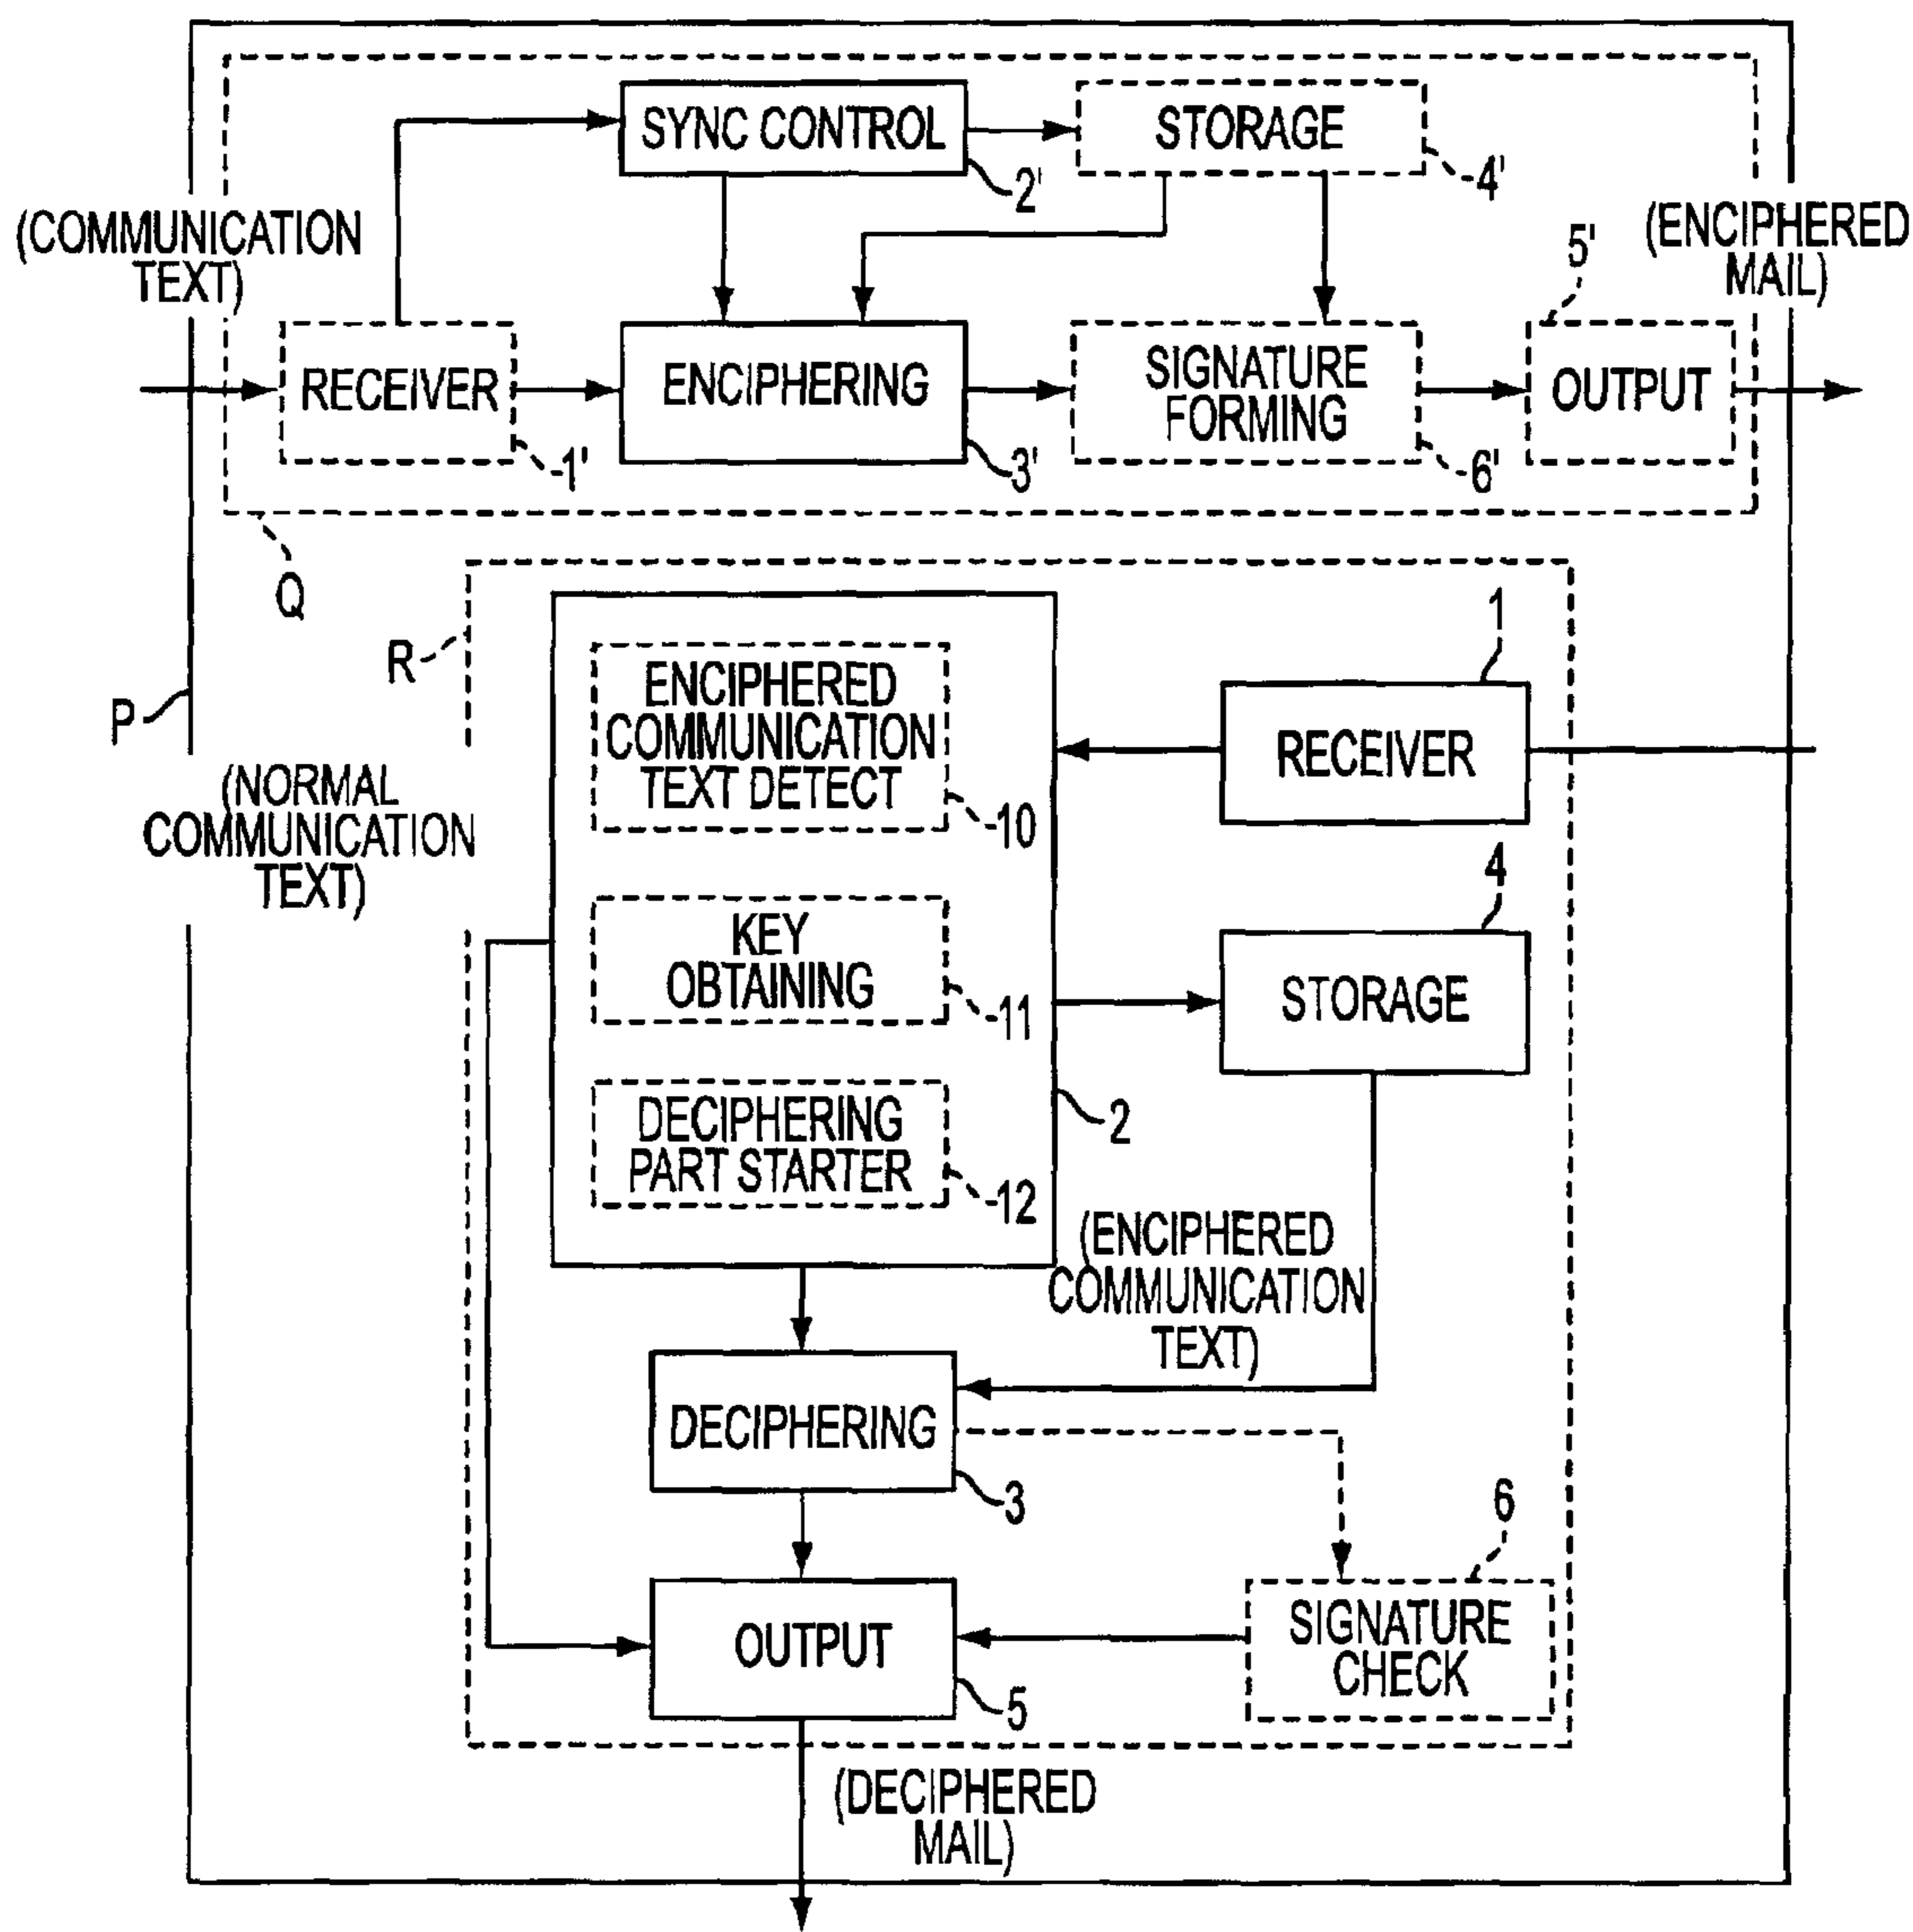 SYNC CONTROL
2'
STORAGE
4'
(COMMUNICATION
TEXT)
(ENCIPHERED
MAIL)
5'
RECEIVER
1'
ENCIPHERING
3'
SIGNATURE
FORMING
6'
OUTPUT
Q
R
P
1
ENCIPHERED
COMMUNICATION
TEXT DETECT
10
RECEIVER
(NORMAL
COMMUNICATION
TEXT)
4
KEY
OBTAINING
11
STORAGE
2
DECIPHERING
PART STARTER
12
(ENCIPHERED
COMMUNICATION
TEXT)
DECIPHERING
3
6
OUTPUT
5
SIGNATURE
CHECK
(DECIPHERED
MAIL)